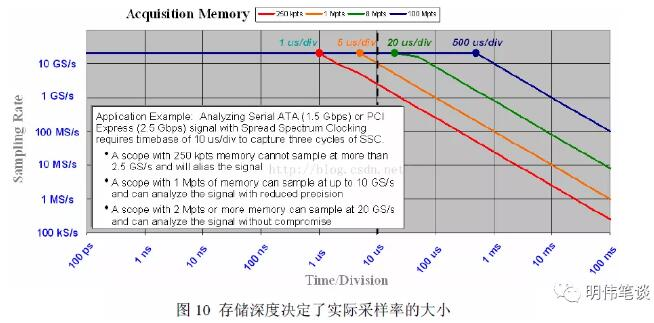 Acquisition Memory
250 kpts 1 Mpts 8 Mpts 100 Mpts
1 us/div 5 us/div 20 us/div 500 us/div
10 GS/s
1 GS/s
100 MS/s
10 MS/s
1 MS/s
100 kS/s
Sampling Rate
Application Example: Analyzing Serial ATA (1.5 Gbps) or PCI
Express (2.5 Gbps) signal with Spread Spectrum Clocking
requires timebase of 10 us/div to capture three cycles of SSC.
• A scope with 250 kpts memory cannot sample at more than
2.5 GS/s and will alias the signal
• A scope with 1 Mpts of memory can sample at up to 10 GS/s
and can analyze the signal with reduced precision
• A scope with 2 Mpts or more memory can sample at 20 GS/s
and can analyze the signal without compromise
http://blog.csdn.net
100 ps 1 ns 10 ns 100 ns 1 us 10 us 100 us 1 ms 10 ms 100 ms
Time/Division
明伟笔谈
图 10 存储深度决定了实际采样率的大小